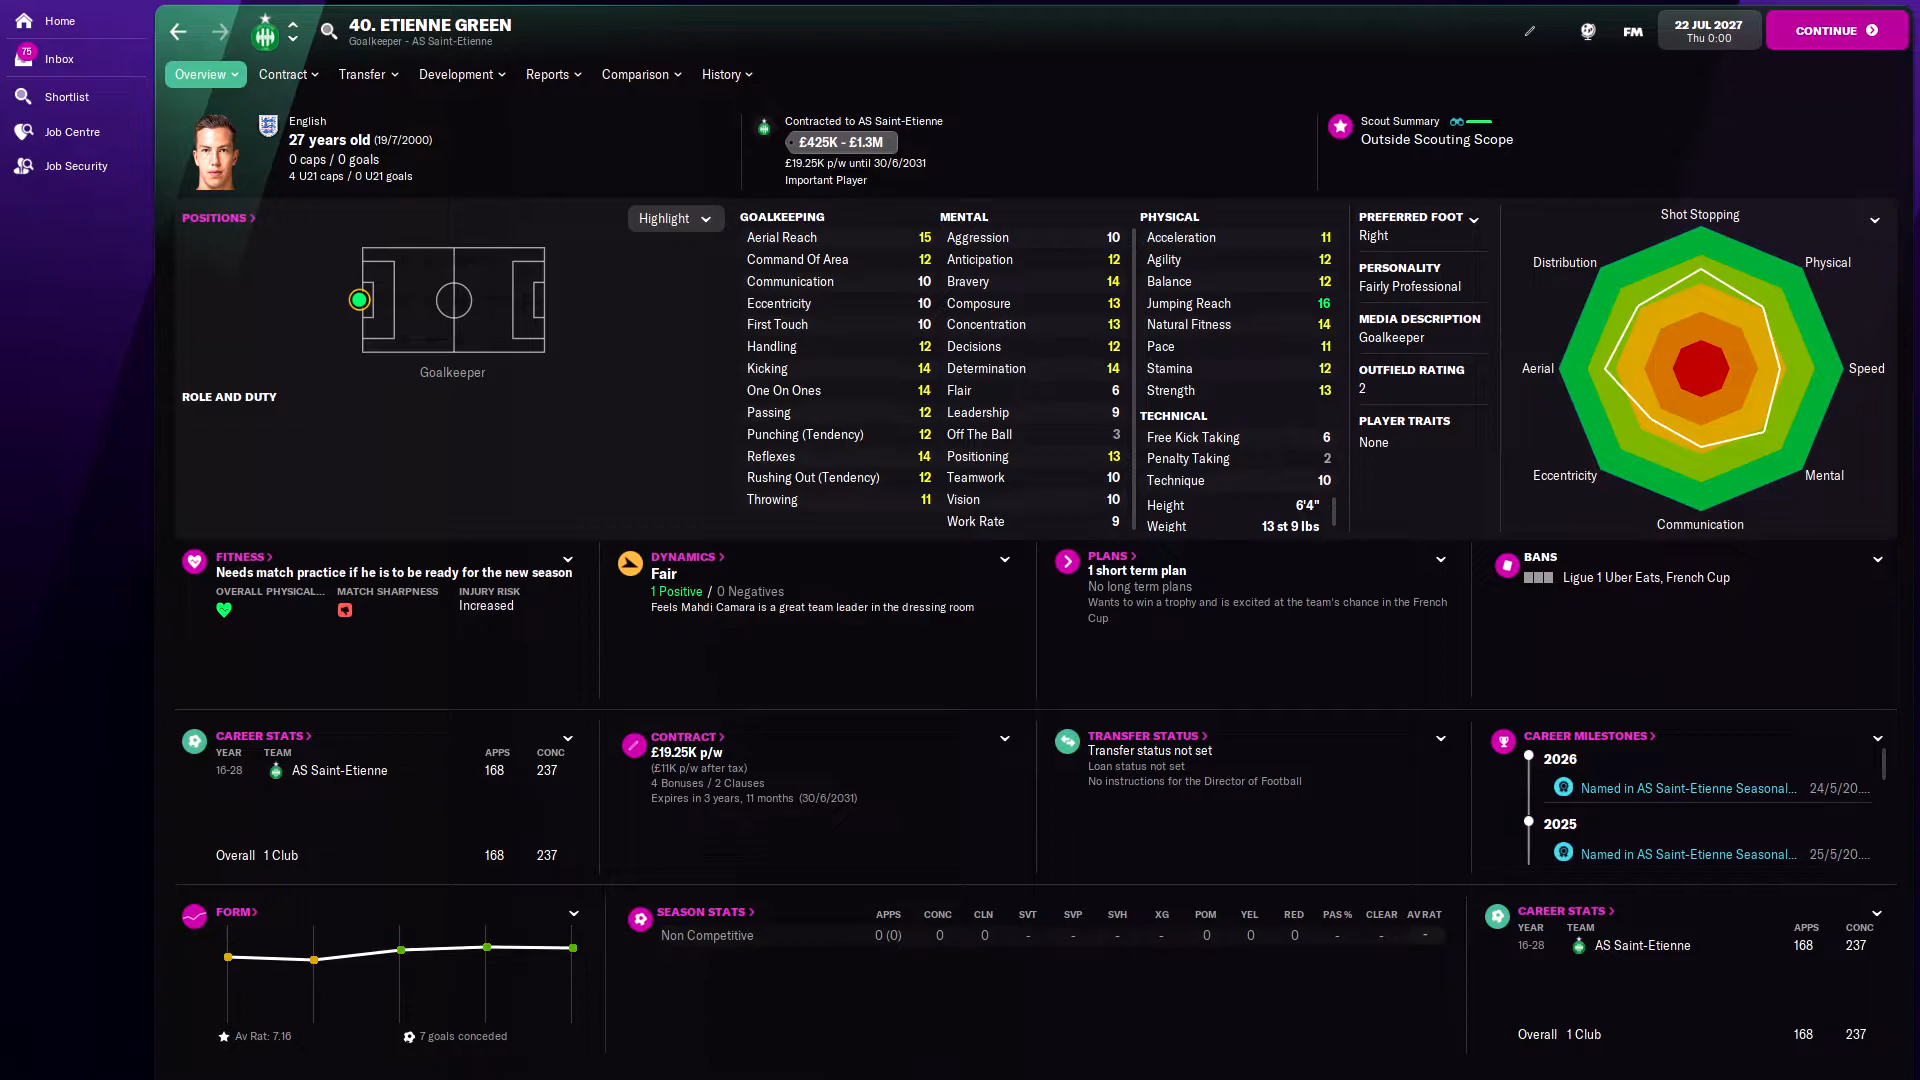 Home
75
Inbox
Shortlist
Job Centre
Job Security
40. ETIENNE GREEN
Goalkeeper - AS Saint-Etienne
FM
22 JUL 2027
Thu 0:00
CONTINUE
Overview
Contract
Transfer
Development
Reports
Comparison
History
English
27 years old (19/7/2000)
0 caps / 0 goals
4 U21 caps / 0 U21 goals
Contracted to AS Saint-Etienne
£425K - £1.3M
£19.25K p/w until 30/6/2031
Important Player
Scout Summary
Outside Scouting Scope
POSITIONS
Highlight
Goalkeeper
ROLE AND DUTY
GOALKEEPING
Aerial Reach 15
Command Of Area 12
Communication 10
Eccentricity 10
First Touch 10
Handling 12
Kicking 14
One On Ones 14
Passing 12
Punching (Tendency) 12
Reflexes 14
Rushing Out (Tendency) 12
Throwing 11
MENTAL
Aggression 10
Anticipation 12
Bravery 14
Composure 13
Concentration 13
Decisions 12
Determination 14
Flair 6
Leadership 9
Off The Ball 3
Positioning 13
Teamwork 10
Vision 10
Work Rate 9
PHYSICAL
Acceleration 11
Agility 12
Balance 12
Jumping Reach 16
Natural Fitness 14
Pace 11
Stamina 12
Strength 13
TECHNICAL
Free Kick Taking 6
Penalty Taking 2
Technique 10
Height 6'4"
Weight 13 st 9 lbs
PREFERRED FOOT
Right
PERSONALITY
Fairly Professional
MEDIA DESCRIPTION
Goalkeeper
OUTFIELD RATING
2
PLAYER TRAITS
None
Shot Stopping
Distribution
Physical
Aerial
Speed
Eccentricity
Mental
Communication
FITNESS
Needs match practice if he is to be ready for the new season
OVERALL PHYSICAL... MATCH SHARPNESS INJURY RISK
Increased
DYNAMICS
Fair
1 Positive / 0 Negatives
Feels Mahdi Camara is a great team leader in the dressing room
PLANS
1 short term plan
No long term plans
Wants to win a trophy and is excited at the team's chance in the French
Cup
BANS
Ligue 1 Uber Eats, French Cup
CAREER STATS
YEAR TEAM APPS CONC
16-28 AS Saint-Etienne 168 237
Overall 1 Club 168 237
CONTRACT
£19.25K p/w
(£11K p/w after tax)
4 Bonuses / 2 Clauses
Expires in 3 years, 11 months (30/6/2031)
TRANSFER STATUS
Transfer status not set
Loan status not set
No instructions for the Director of Football
CAREER MILESTONES
2026
Named in AS Saint-Etienne Seasonal... 24/5/20....
2025
Named in AS Saint-Etienne Seasonal... 25/5/20....
FORM
Av Rat: 7.16
7 goals conceded
SEASON STATS APPS CONC CLN SVT SVP SVH XG POM YEL RED PAS % CLEAR AV RAT
Non Competitive 0 (0) 0 0 - - - - 0 0 0 - - -
CAREER STATS
YEAR TEAM APPS CONC
16-28 AS Saint-Etienne 168 237
Overall 1 Club 168 237